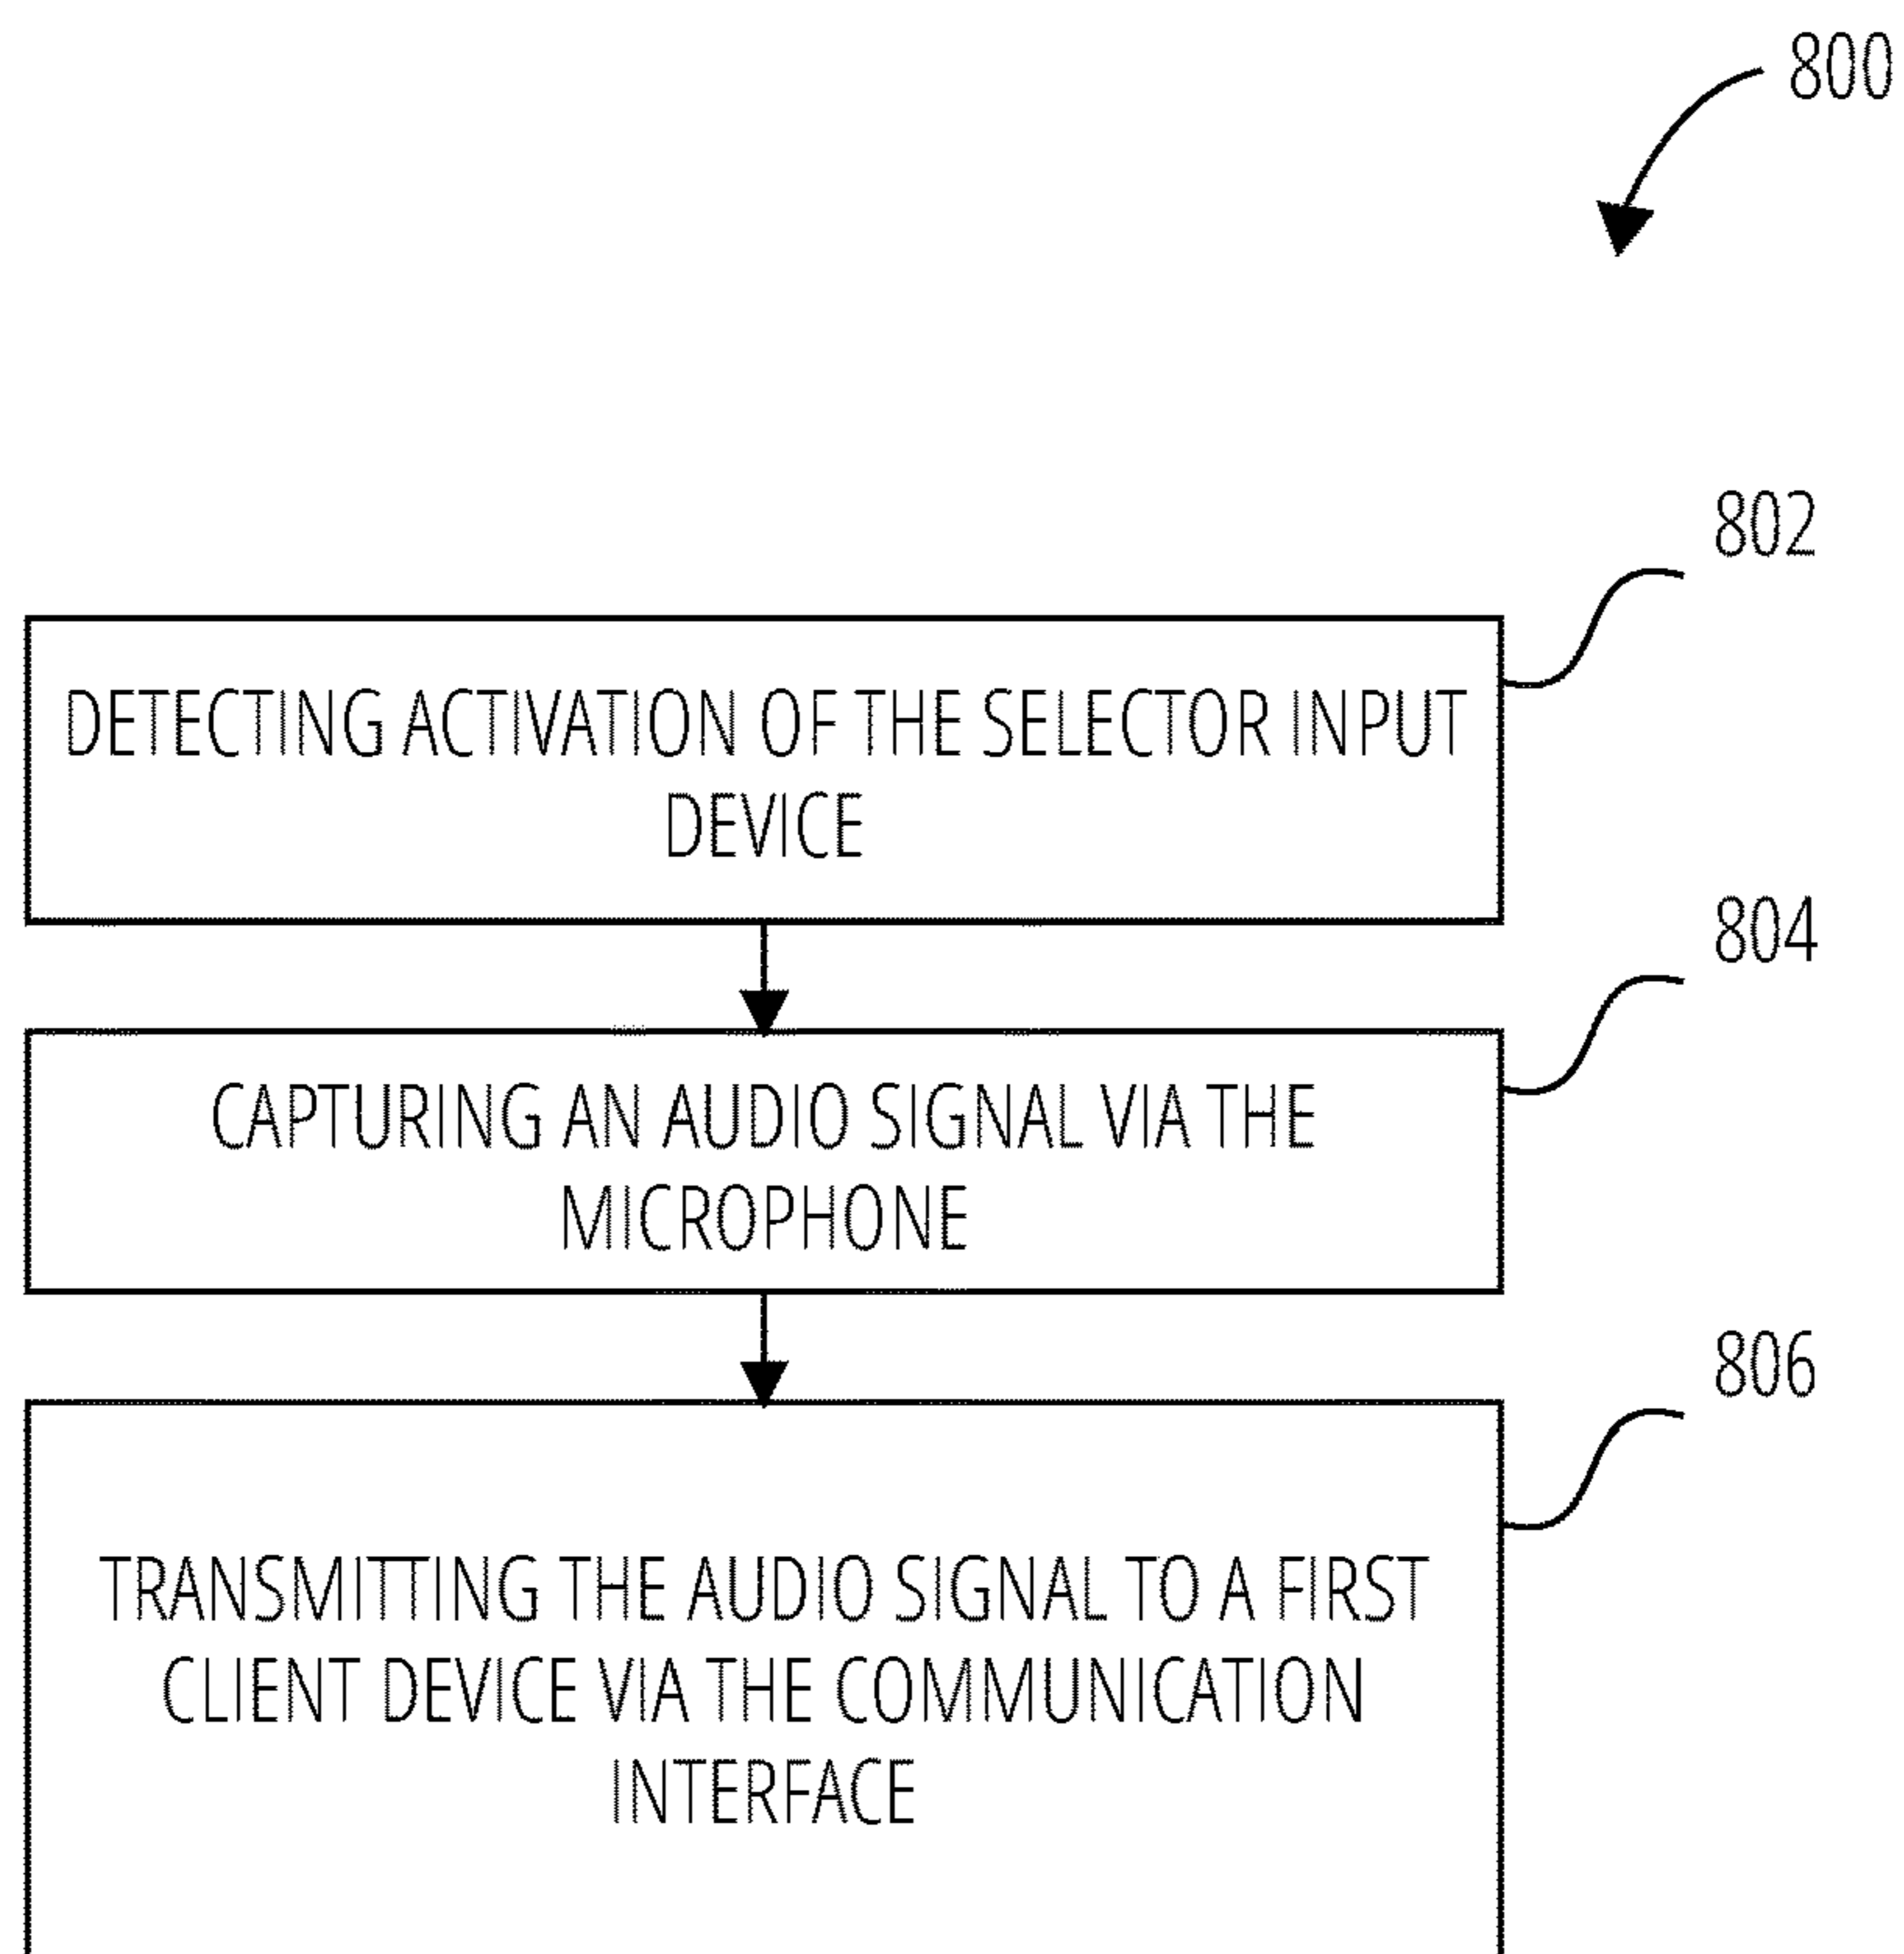 800
802
DETECTING ACTIVATION OF THE SELECTOR INPUT
DEVICE
804
CAPTURING AN AUDIO SIGNAL VIA THE
MICROPHONE
806
TRANSMITTING THE AUDIO SIGNAL TO A FIRST
CLIENT DEVICE VIA THE COMMUNICATION
INTERFACE